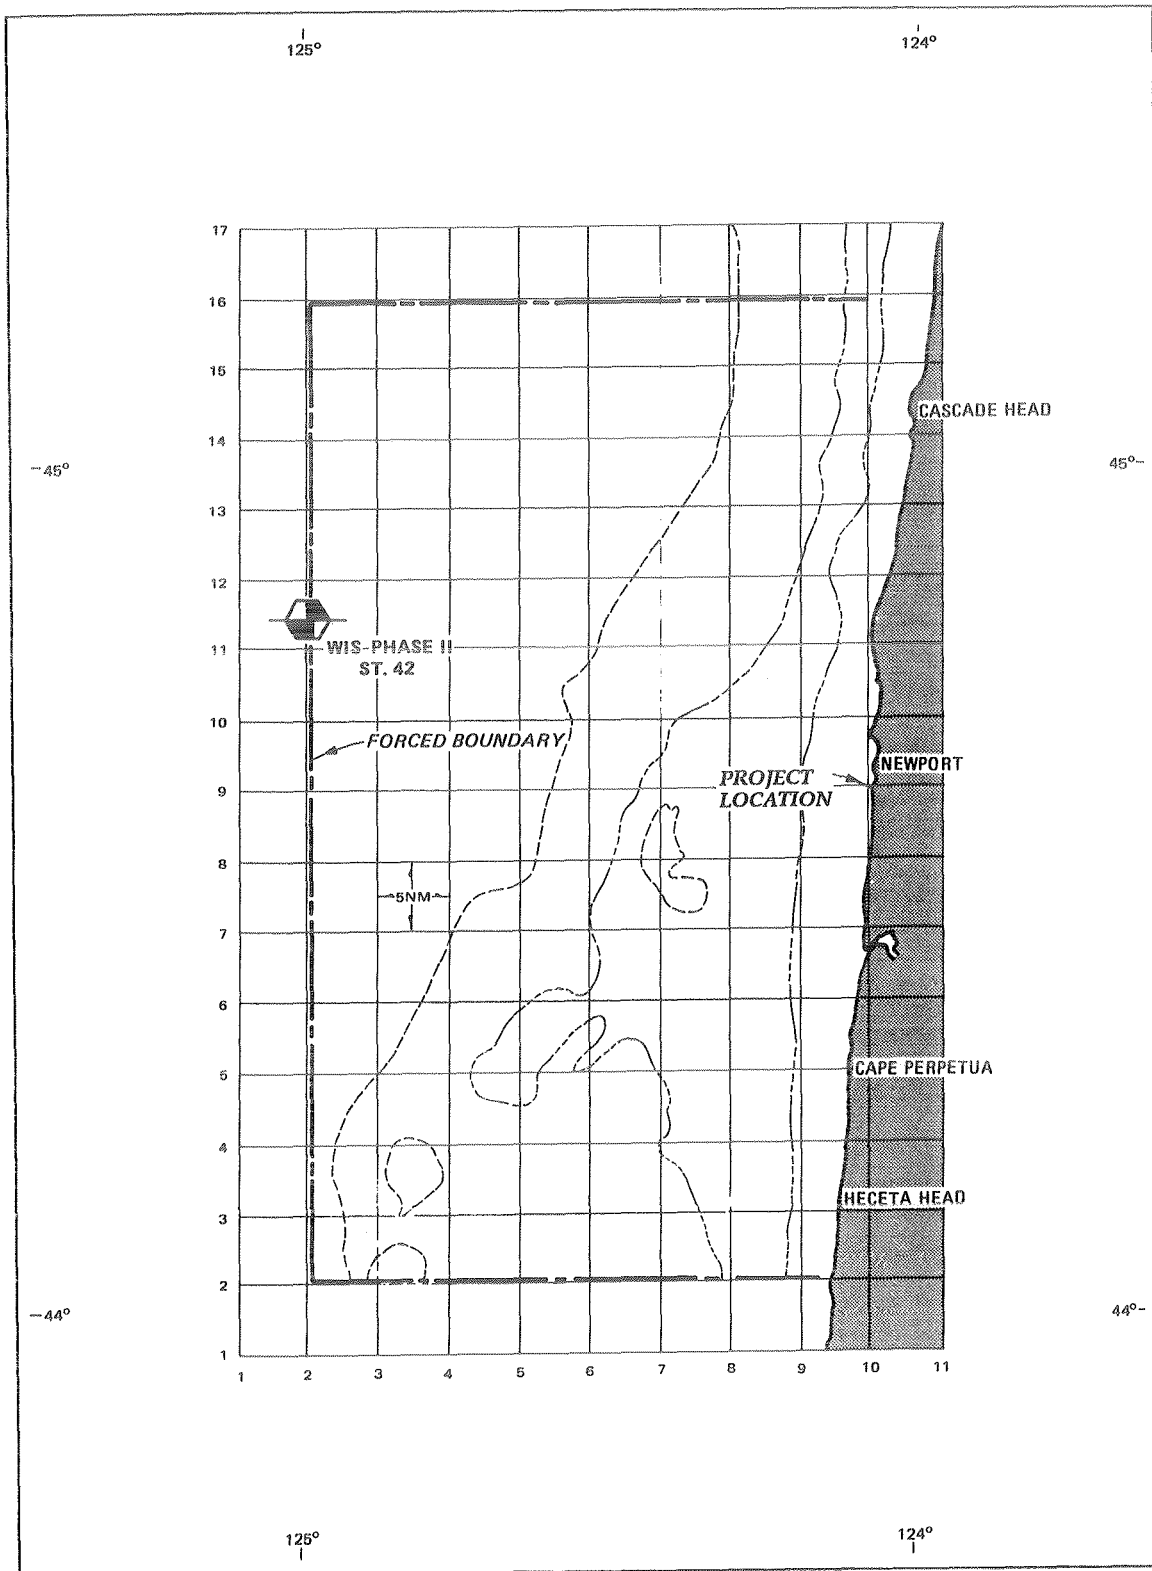 125°
124°
17
16
15
CASCADE HEAD
14
-45°
45°-
13
12
WIS-PHASE II
11
ST. 42
10
FORCED BOUNDARY
NEWPORT
PROJECT
LOCATION
9
8
5NM
7
6
CAPE PERPETUA
5
4
HECETA HEAD
3
2
-44°
44°-
1
1 2 3 4 5 6 7 8 9 10 11
125°
124°